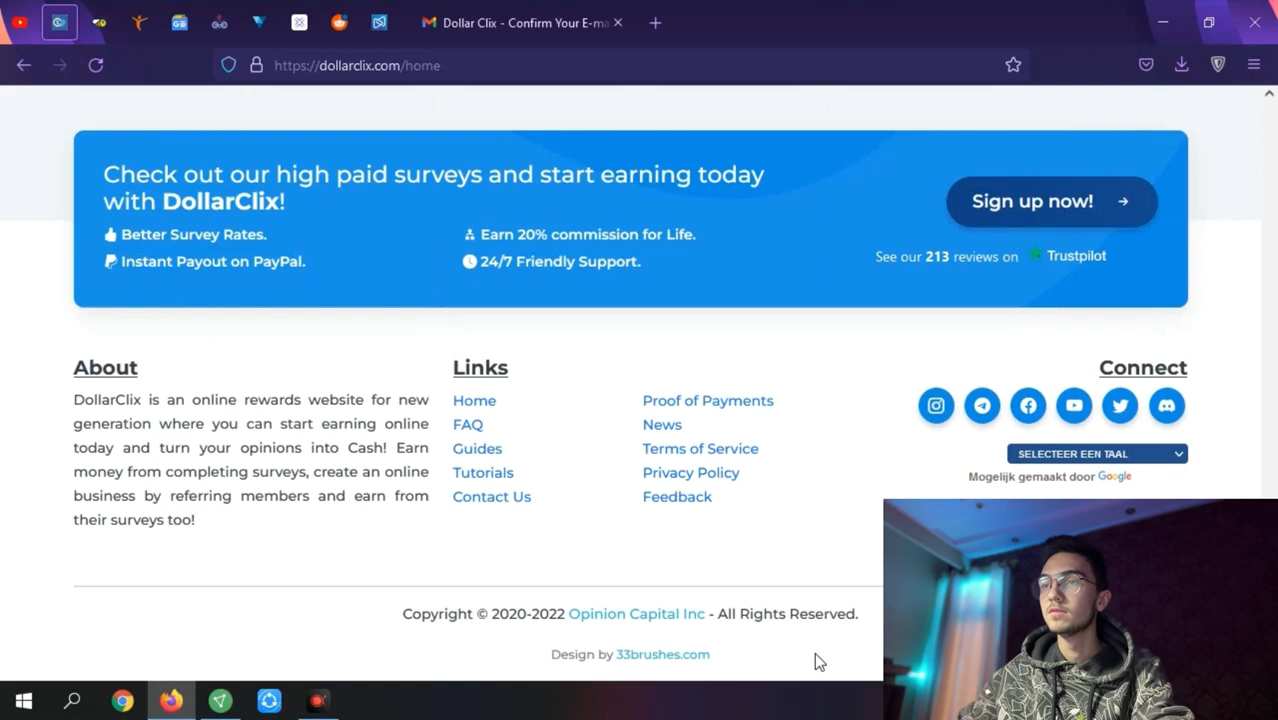 Dollar Clix - Confirm Your E-ma
https://dollarclix.com/home
Check out our high paid surveys and start earning today
with DollarClix!
Better Survey Rates.
Earn 20% commission for Life.
Instant Payout on PayPal.
24/7 Friendly Support.
Sign up now!
See our 213 reviews on Trustpilot
About
DollarClix is an online rewards website for new
generation where you can start earning online
today and turn your opinions into Cash! Earn
money from completing surveys, create an online
business by referring members and earn from
their surveys too!
Links
Home
FAQ
Guides
Tutorials
Contact Us
Proof of Payments
News
Terms of Service
Privacy Policy
Feedback
Connect
SELECTEER EEN TAAL
Mogelijk gemaakt door Google
Copyright © 2020-2022 Opinion Capital Inc - All Rights Reserved.
Design by 33brushes.com